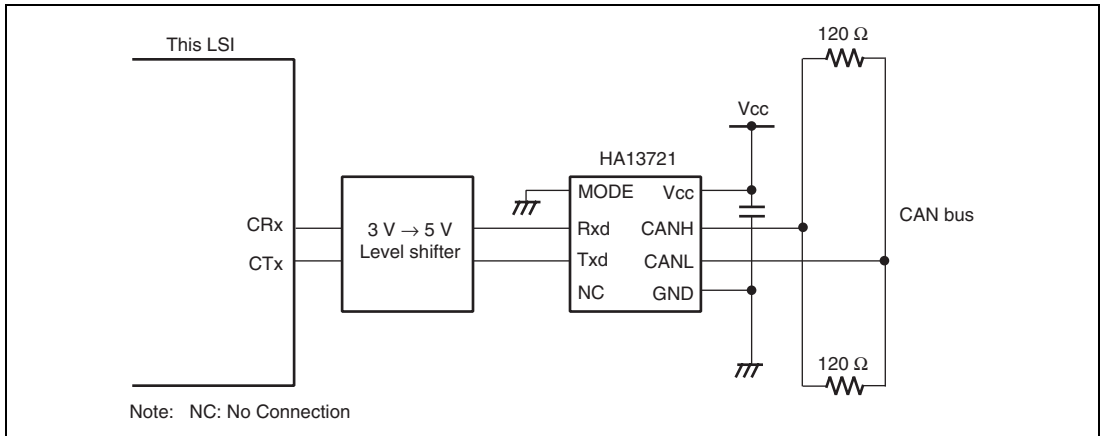 This LSI
CRx
CTx
3 V → 5 V
Level shifter
HA13721
MODE
Rxd
Txd
NC
Vcc
CANH
CANL
GND
Vcc
120 Ω
CAN bus
120 Ω
Note: NC: No Connection